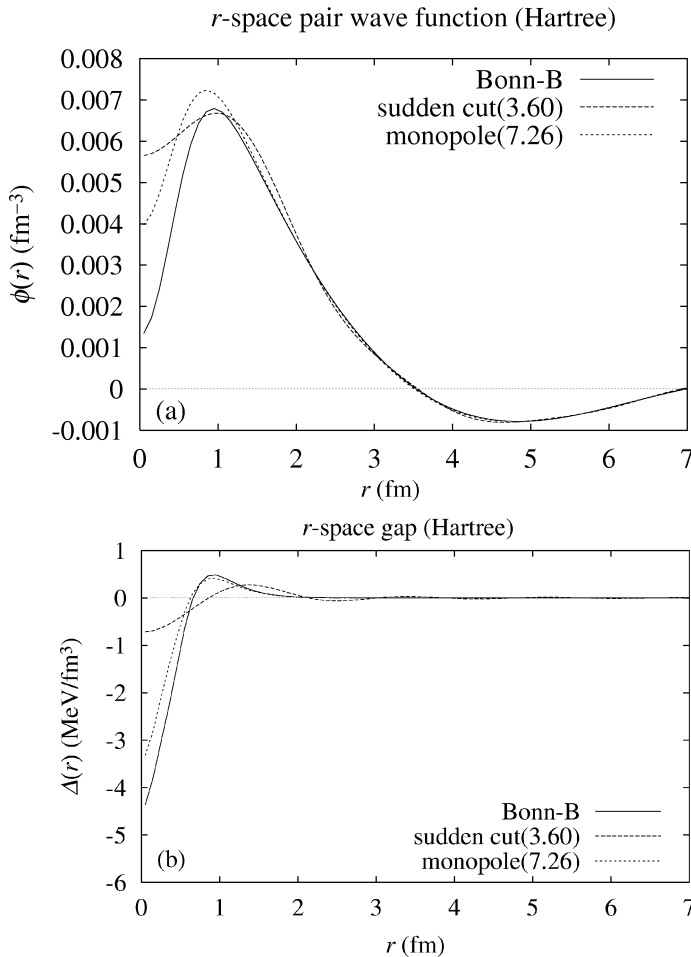 r-space pair wave function (Hartree)
0.008
0.007
0.006
0.005
0.004
0.003
0.002
0.001
0
-0.001
ϕ(r) (fm⁻³)
Bonn-B
sudden cut(3.60)
monopole(7.26)
(a)
0 1 2 3 4 5 6 7
r (fm)
r-space gap (Hartree)
1
0
-1
-2
-3
-4
-5
-6
Δ(r) (MeV/fm³)
Bonn-B
sudden cut(3.60)
monopole(7.26)
(b)
0 1 2 3 4 5 6 7
r (fm)